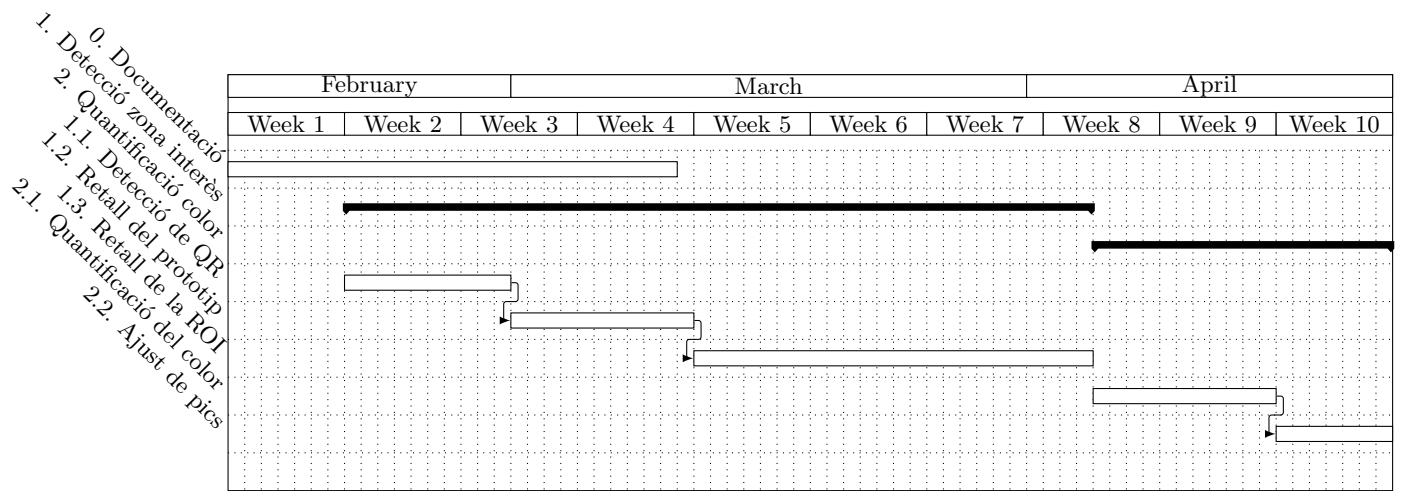 February March April
Week 1 Week 2 Week 3 Week 4 Week 5 Week 6 Week 7 Week 8 Week 9 Week 10
0. Documentació
1. Detecció zona interès
2. Quantificació color
1.1. Detecció de QR
1.2. Retall del prototip
1.3. Retall de la ROI
2.1. Quantificació del color
2.2. Ajust de pics